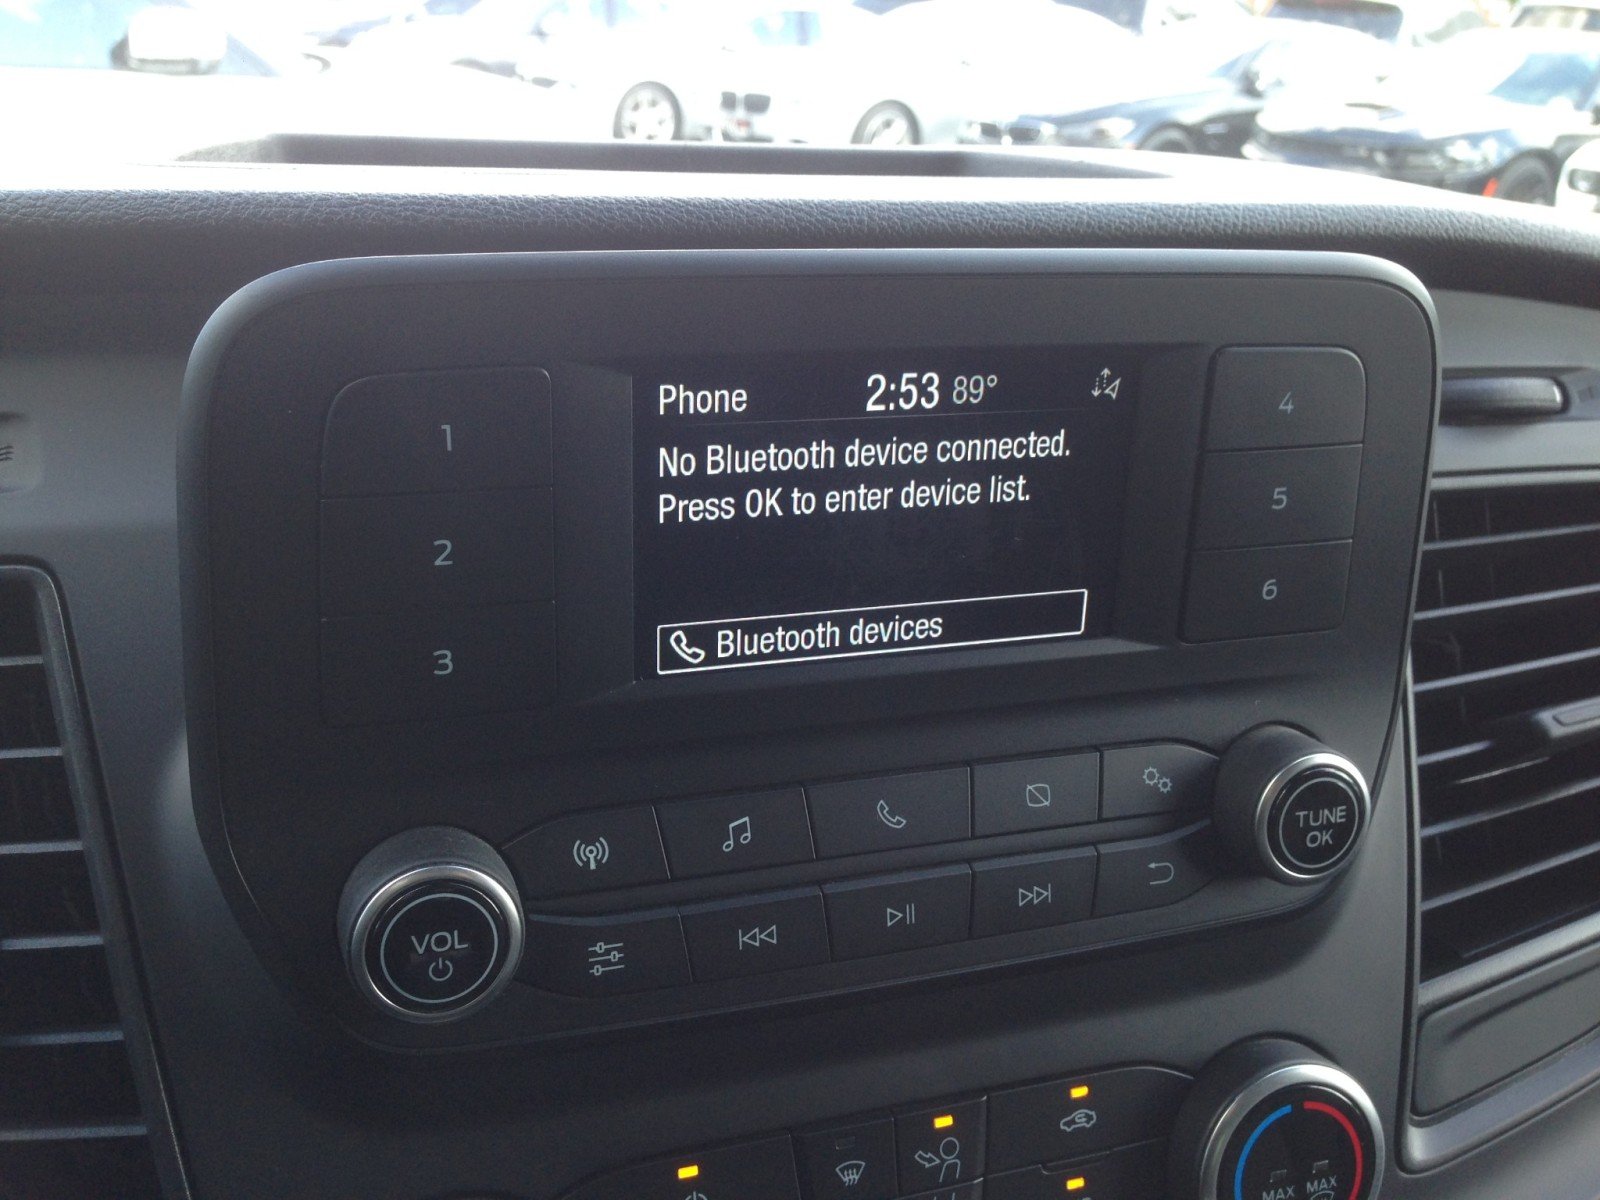 Phone 2:53 89°
No Bluetooth device connected.
Press OK to enter device list.
Bluetooth devices
1
2
3
4
5
6
VOL
TUNE
OK
MAX MAX